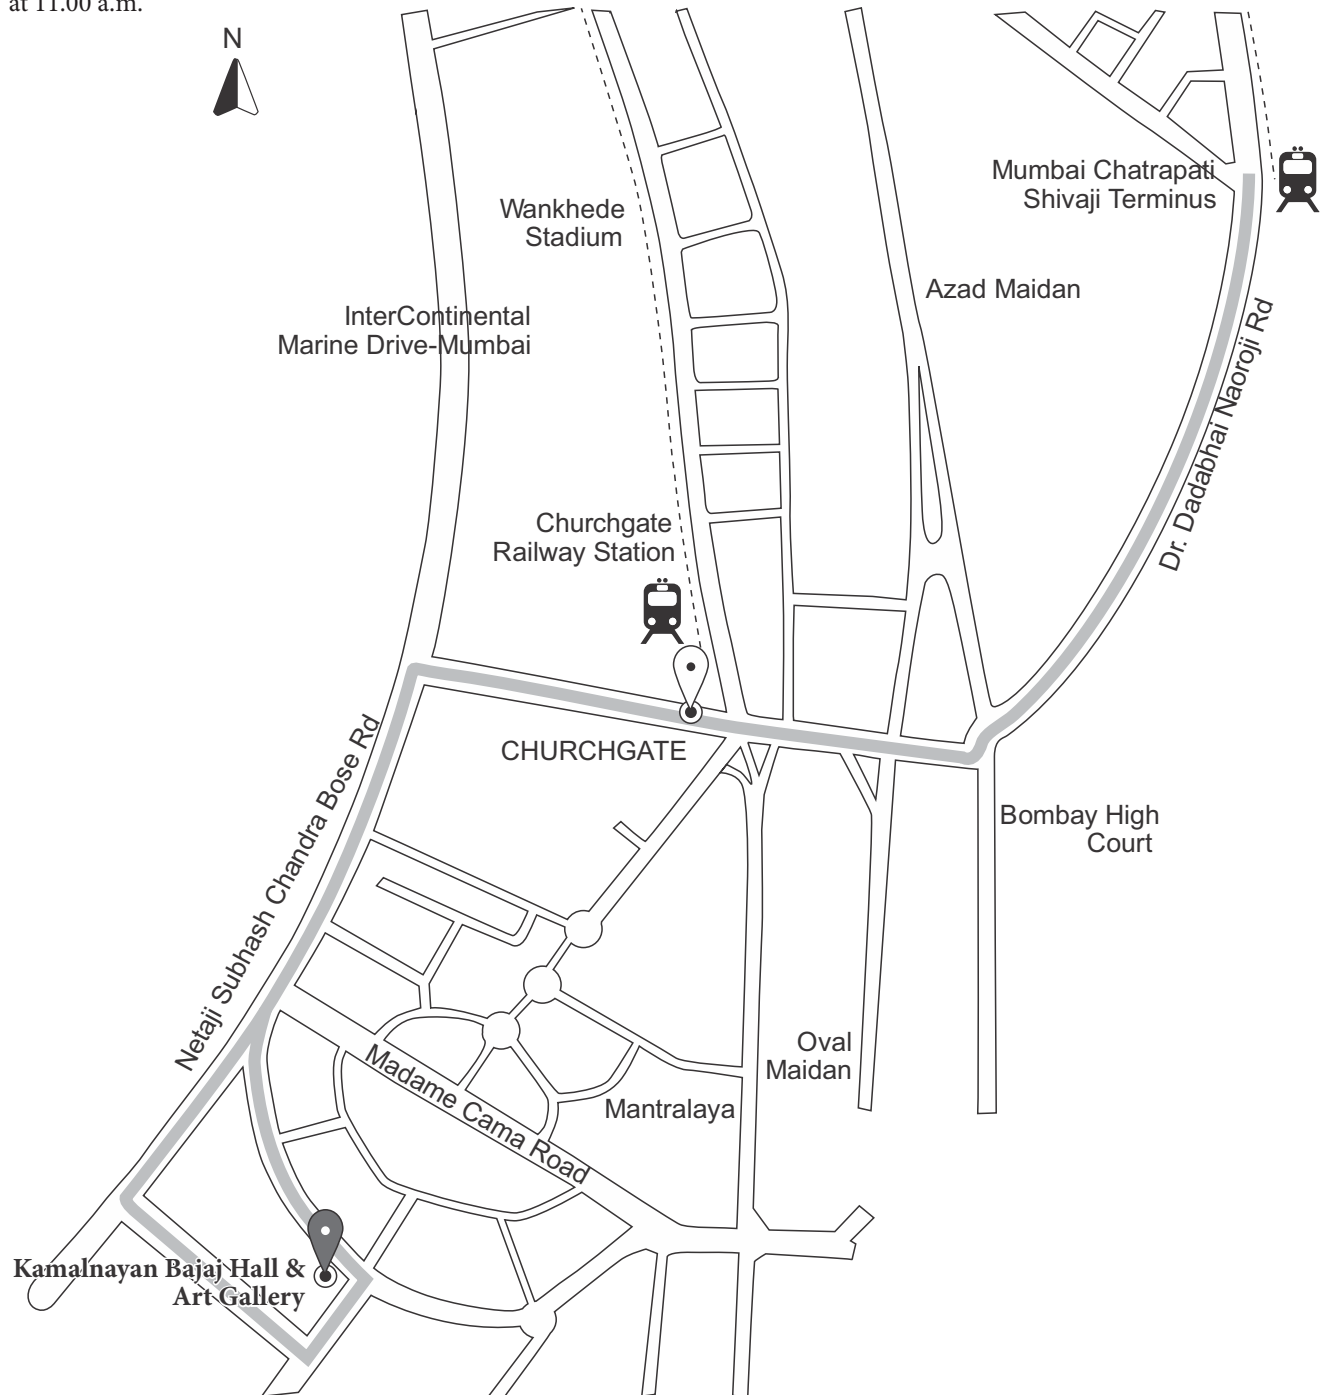 at 11.00 a.m.
N
Mumbai Chatrapati
Shivaji Terminus
Wankhede
Stadium
Azad Maidan
InterContinental
Marine Drive-Mumbai
Dr. Dadabhai Naoroji Rd
Churchgate
Railway Station
CHURCHGATE
Netaji Subhash Chandra Bose Rd
Bombay High
Court
Oval
Maidan
Madame Cama Road
Mantralaya
Kamalnayan Bajaj Hall &
Art Gallery